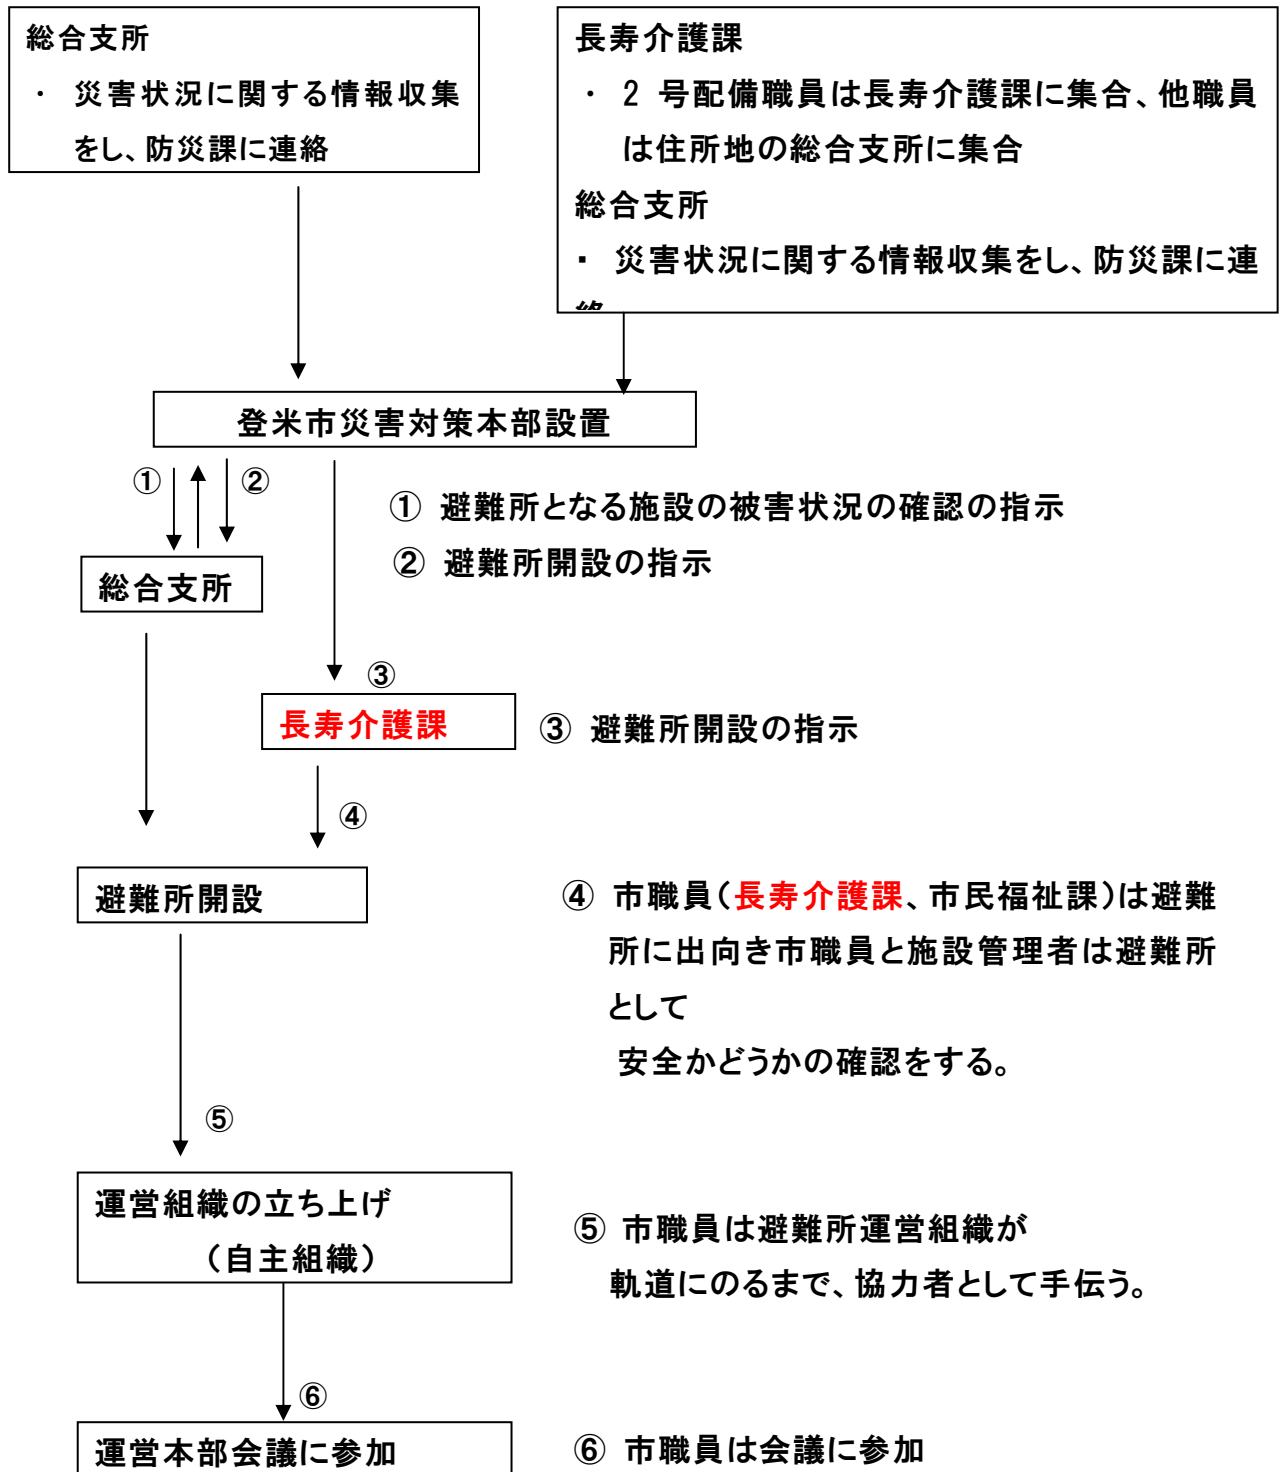 総合支所
・ 災害状況に関する情報収集
をし、防災課に連絡
長寿介護課
・ 2 号配備職員は長寿介護課に集合、他職員
は住所地の総合支所に集合
総合支所
・ 災害状況に関する情報収集をし、防災課に連
登米市災害対策本部設置
① ②
① 避難所となる施設の被害状況の確認の指示
② 避難所開設の指示
総合支所
③
長寿介護課
③ 避難所開設の指示
④
避難所開設
④ 市職員（長寿介護課、市民福祉課）は避難
所に出向き市職員と施設管理者は避難所
として
安全かどうかの確認をする。
⑤
運営組織の立ち上げ
（自主組織）
⑤ 市職員は避難所運営組織が
軌道にのるまで、協力者として手伝う。
⑥
運営本部会議に参加
⑥ 市職員は会議に参加